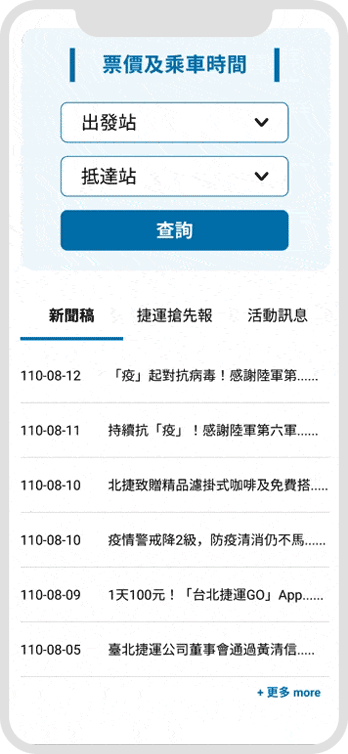 票價及乘車時間
出發站
抵達站
查詢
新聞稿 捷運搶先報 活動訊息
110-08-12 「疫」起對抗病毒！感謝陸軍第......
110-08-11 持續抗「疫」！感謝陸軍第六軍......
110-08-10 北捷致贈精品濾掛式咖啡及免費搭.....
110-08-10 疫情警戒降2級，防疫清消仍不馬......
110-08-09 1天100元！「台北捷運GO」App......
110-08-05 臺北捷運公司董事會通過黃清信.....
+ 更多 more